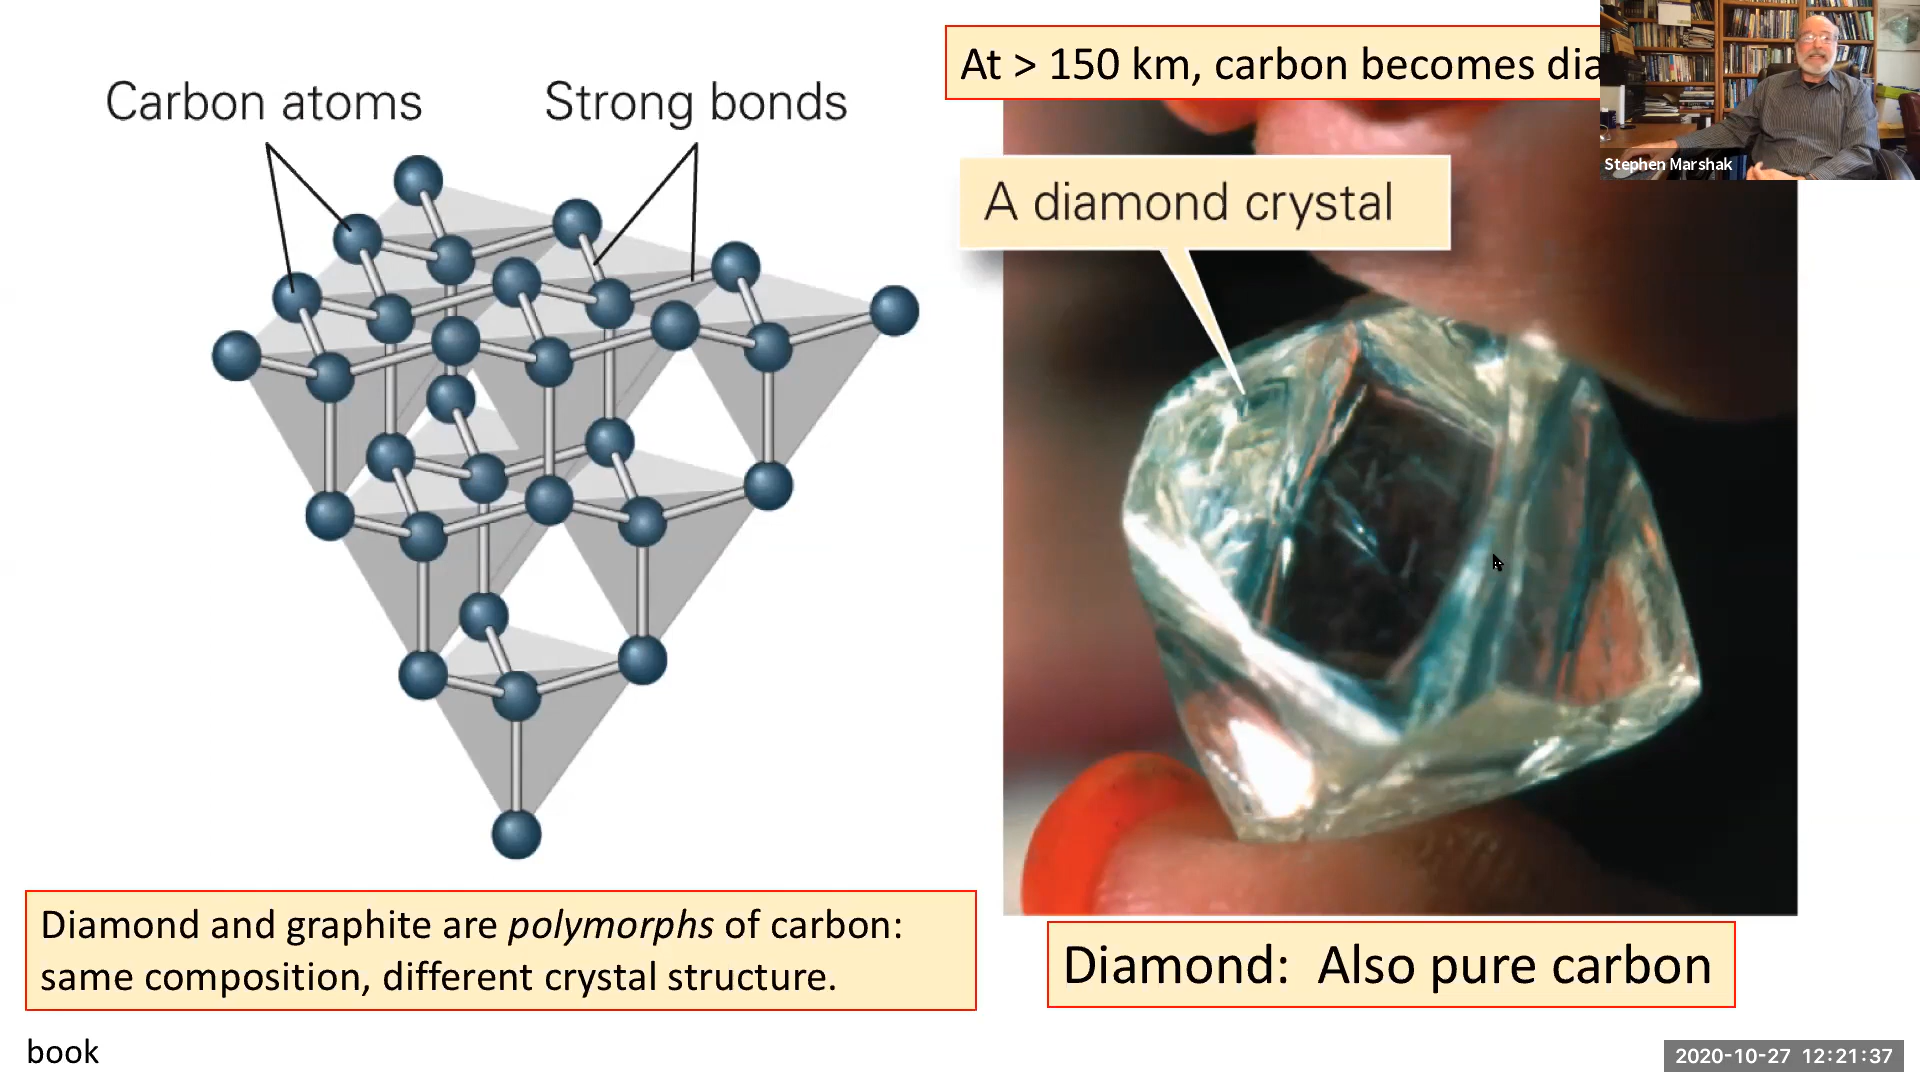 At > 150 km, carbon becomes dia
Stephen Marshak
Carbon atoms
Strong bonds
A diamond crystal
Diamond and graphite are polymorphs of carbon:
same composition, different crystal structure.
Diamond: Also pure carbon
book
2020-10-27 12:21:37